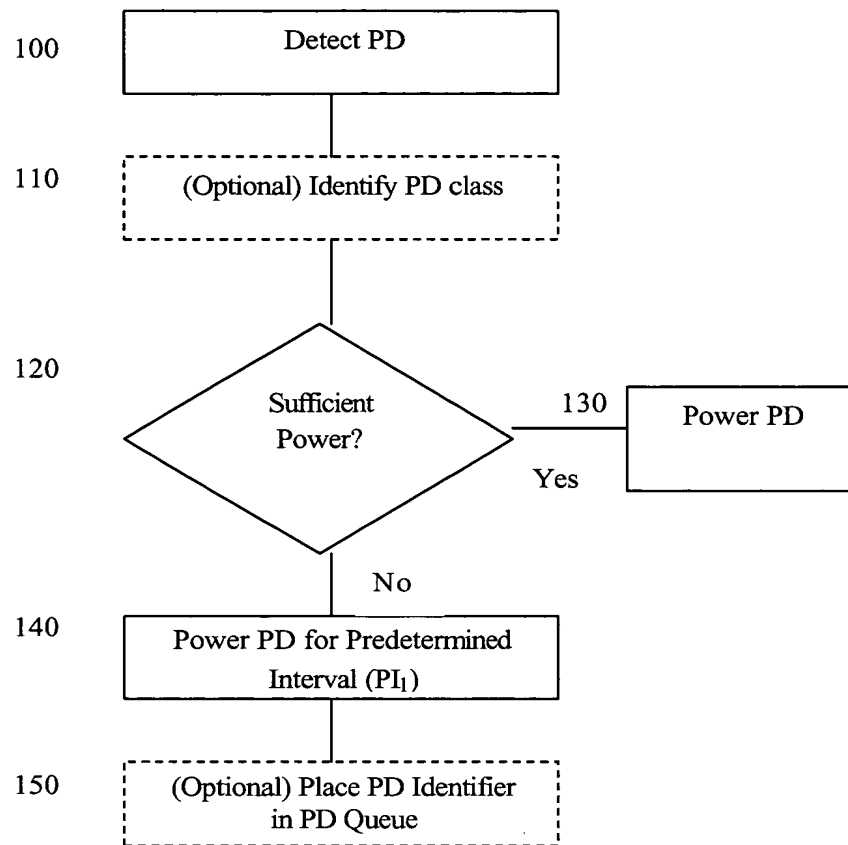 100
Detect PD
110
(Optional) Identify PD class
120
Sufficient
Power?
130
Power PD
Yes
No
140
Power PD for Predetermined
Interval (PI₁)
150
(Optional) Place PD Identifier
in PD Queue